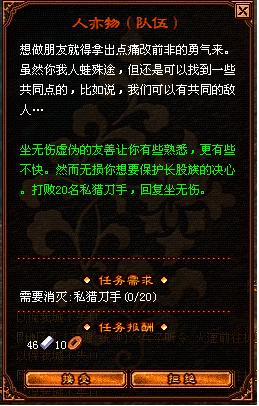 人亦物（队伍）
想做朋友就得拿出点痛改前非的勇气来。
虽然你我人蛙殊途，但还是可以找到一些
共同点的，比如说，我们可以有共同的敌
人…
坐无伤虚伪的友善让你有些熟悉，更有些
不快。然而无损你想要保护长股族的决心
。打败20名私猎刀手，回复坐无伤。
任务需求
需要消灭:私猎刀手(0/20)
任务报酬
46 10
接受 拒绝